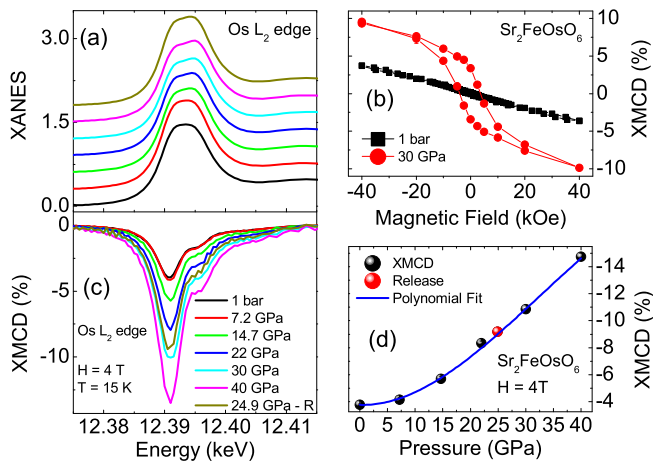 (a)
Os L2 edge
XANES
3.0
1.5
0.0
(b)
Sr2FeOsO6
1 bar
30 GPa
10
5
0
-5
-10
XMCD (%)
-40 -20 0 20 40
Magnetic Field (kOe)
0
-5
-10
XMCD (%)
(c)
Os L2 edge
H = 4 T
T = 15 K
1 bar
7.2 GPa
14.7 GPa
22 GPa
30 GPa
40 GPa
24.9 GPa - R
12.38 12.39 12.40 12.41
Energy (keV)
XMCD
Release
Polynomial Fit
(d)
Sr2FeOsO6
H = 4T
-14
-12
-10
-8
-6
-4
XMCD (%)
0 5 10 15 20 25 30 35 40
Pressure (GPa)